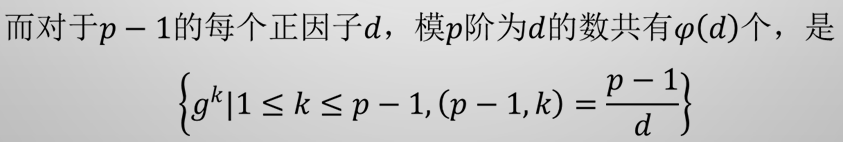 而对于p − 1的每个正因子d，模p阶为d的数共有φ(d)个，是
{g^k|1 ≤ k ≤ p − 1, (p − 1, k) = \frac{p − 1}{d}}